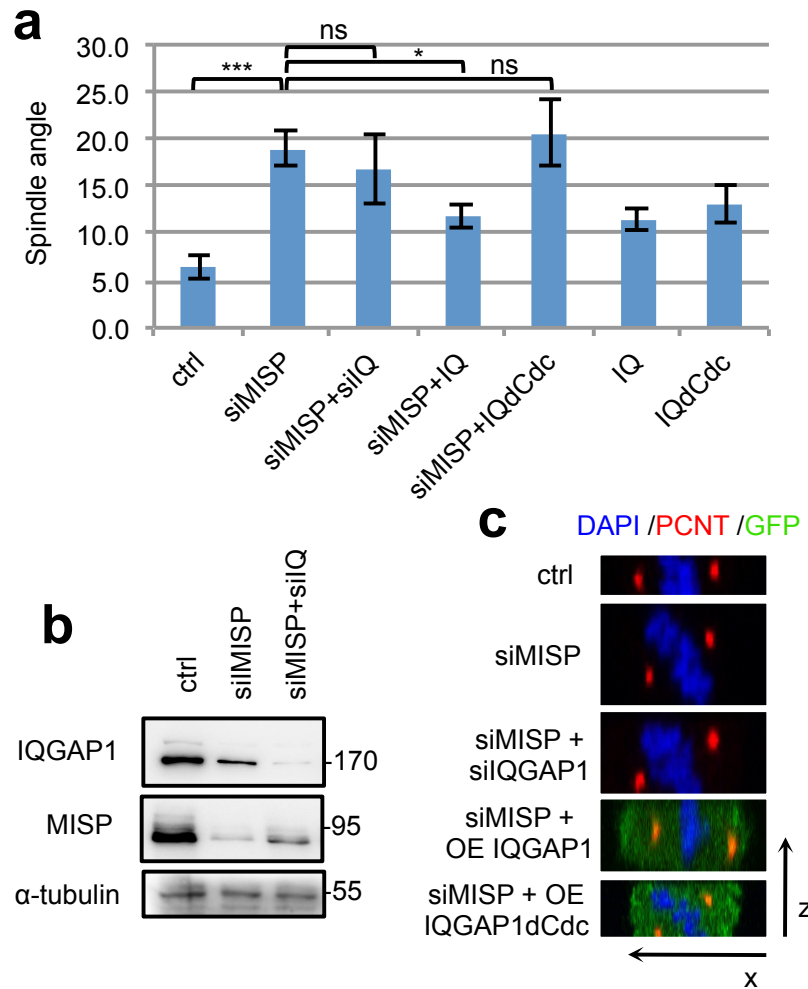 a
Spindle angle
30.0
25.0
20.0
15.0
10.0
5.0
0.0
***
ns
*
ns
ctrl
siMISP
siMISP+siIQ
siMISP+IQ
siMISP+IQdCdc
IQ
IQdCdc
b
ctrl
silMISP
siMISP+siIQ
IQGAP1
-170
MISP
-95
α-tubulin
-55
c
DAPI /PCNT /GFP
ctrl
siMISP
siMISP +
siIQGAP1
siMISP +
OE IQGAP1
siMISP + OE
IQGAP1dCdc
z
x